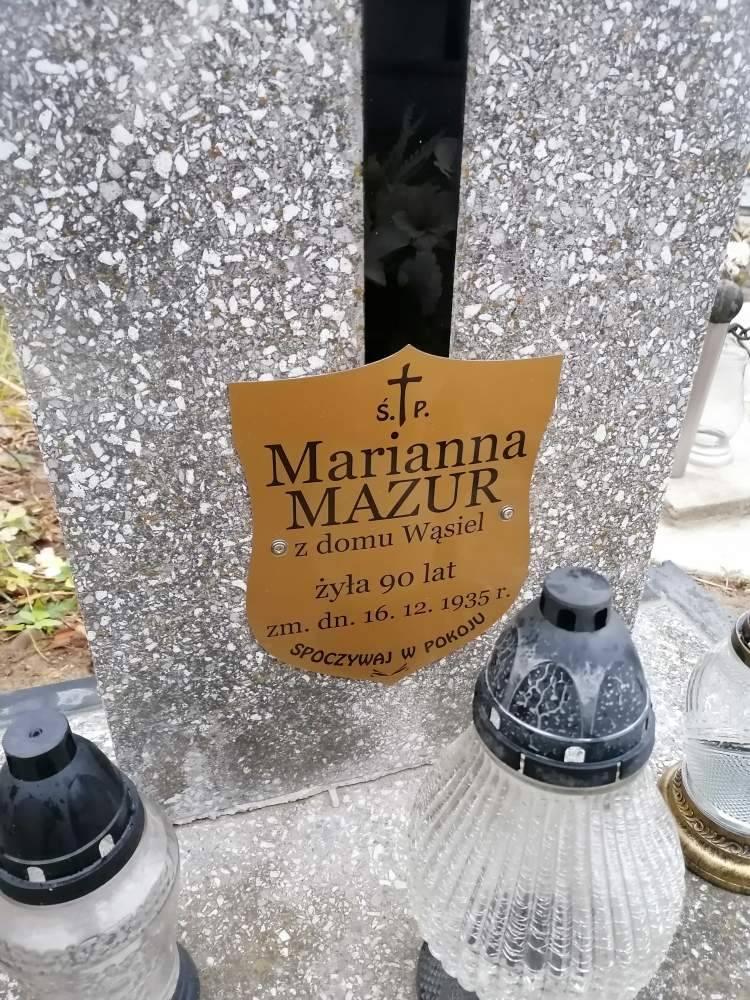 Ś. P.
Marianna
MAZUR
z domu Wąsiel
żyła 90 lat
zm. dn. 16. 12. 1935 r.
SPOCZYWAJ W POKOJU